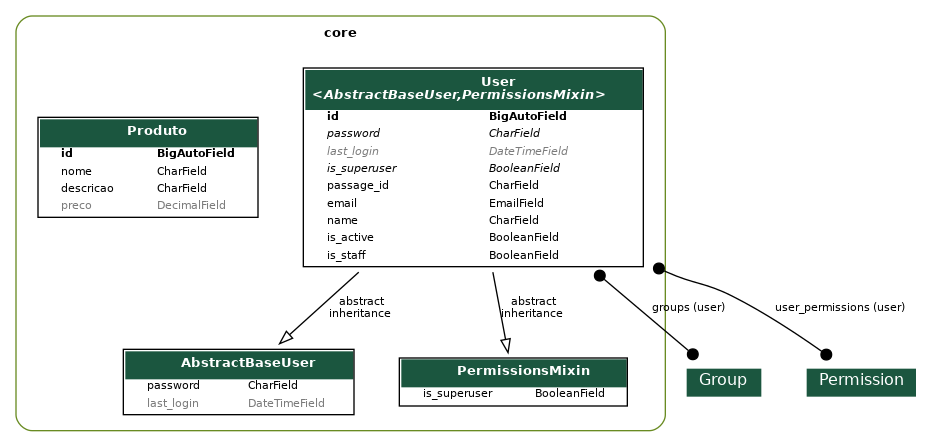 core
User
<AbstractBaseUser,PermissionsMixin>
id BigAutoField
password CharField
last_login DateTimeField
is_superuser BooleanField
passage_id CharField
email EmailField
name CharField
is_active BooleanField
is_staff BooleanField
Produto
id BigAutoField
nome CharField
descricao CharField
preco DecimalField
abstract
inheritance
abstract
inheritance
groups (user)
user_permissions (user)
AbstractBaseUser
password CharField
last_login DateTimeField
PermissionsMixin
is_superuser BooleanField
Group
Permission